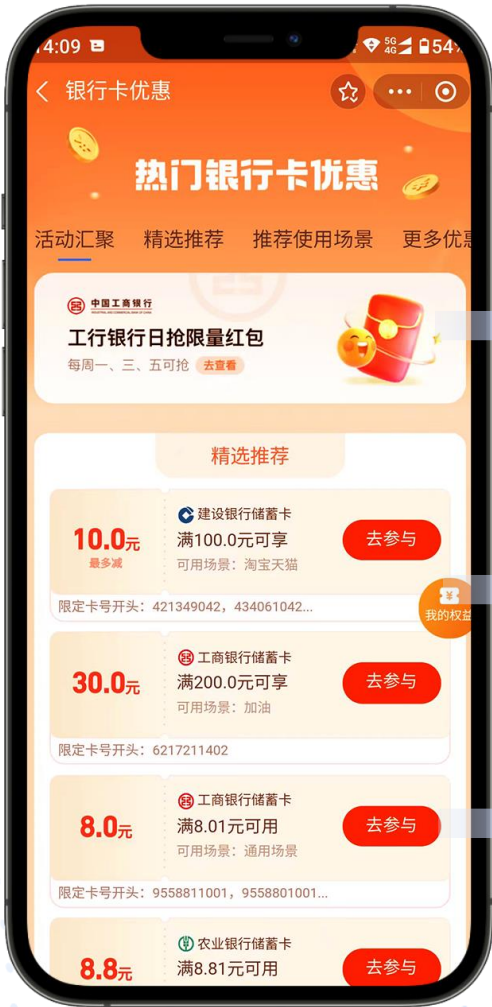 14:09
5G
4G
54%
银行卡优惠
热门银行卡优惠
活动汇聚 精选推荐 推荐使用场景 更多优惠
中国工商银行
INDUSTRIAL AND COMMERCIAL BANK OF CHINA
工行银行日抢限量红包
每周一、三、五可抢 去查看
精选推荐
建设银行储蓄卡
10.0元
最多减
满100.0元可享
可用场景：淘宝天猫
去参与
限定卡号开头：421349042，434061042...
我的权益
工商银行储蓄卡
30.0元
满200.0元可享
可用场景：加油
去参与
限定卡号开头：6217211402
工商银行储蓄卡
8.0元
满8.01元可用
可用场景：通用场景
去参与
限定卡号开头：9558811001，9558801001...
农业银行储蓄卡
8.8元
满8.81元可用
去参与